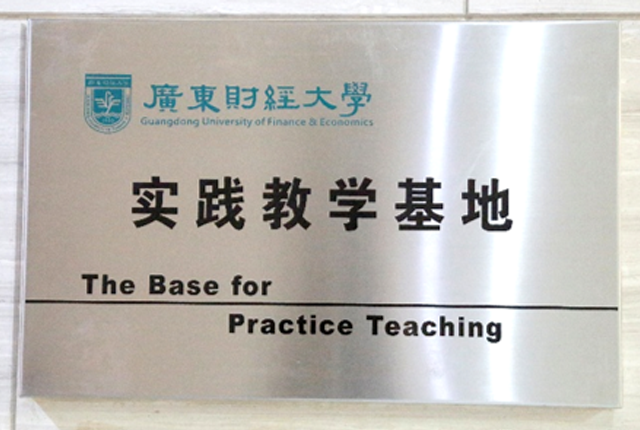 廣東財經大學
Guangdong University of Finance & Economics
实践教学基地
The Base for
Practice Teaching